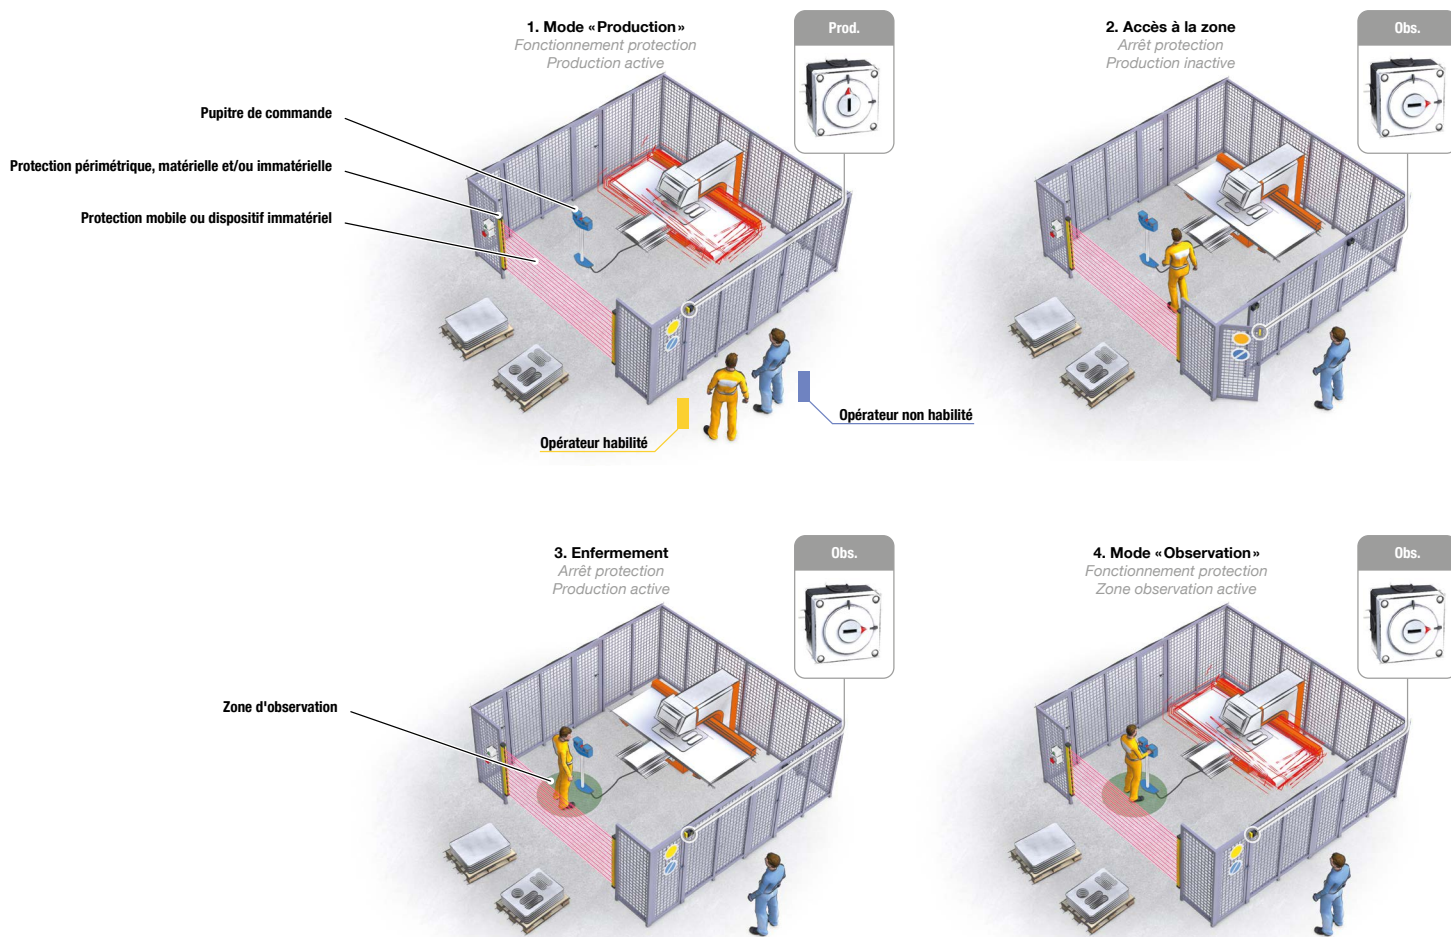 1. Mode «Production»
Fonctionnement protection
Production active
Prod.
Pupitre de commande
Protection périmétrique, matérielle et/ou immatérielle
Protection mobile ou dispositif immatériel
Opérateur habilité
Opérateur non habilité
2. Accès à la zone
Arrêt protection
Production inactive
Obs.
3. Enfermement
Arrêt protection
Production active
Obs.
Zone d'observation
4. Mode «Observation»
Fonctionnement protection
Zone observation active
Obs.